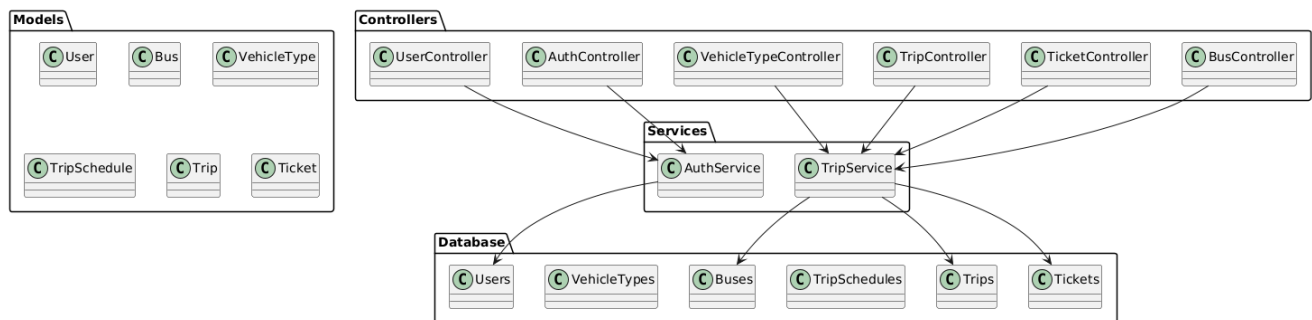 Models
C User
C Bus
C VehicleType
C TripSchedule
C Trip
C Ticket
Controllers
C UserController
C AuthController
C VehicleTypeController
C TripController
C TicketController
C BusController
Services
C AuthService
C TripService
Database
C Users
C VehicleTypes
C Buses
C TripSchedules
C Trips
C Tickets